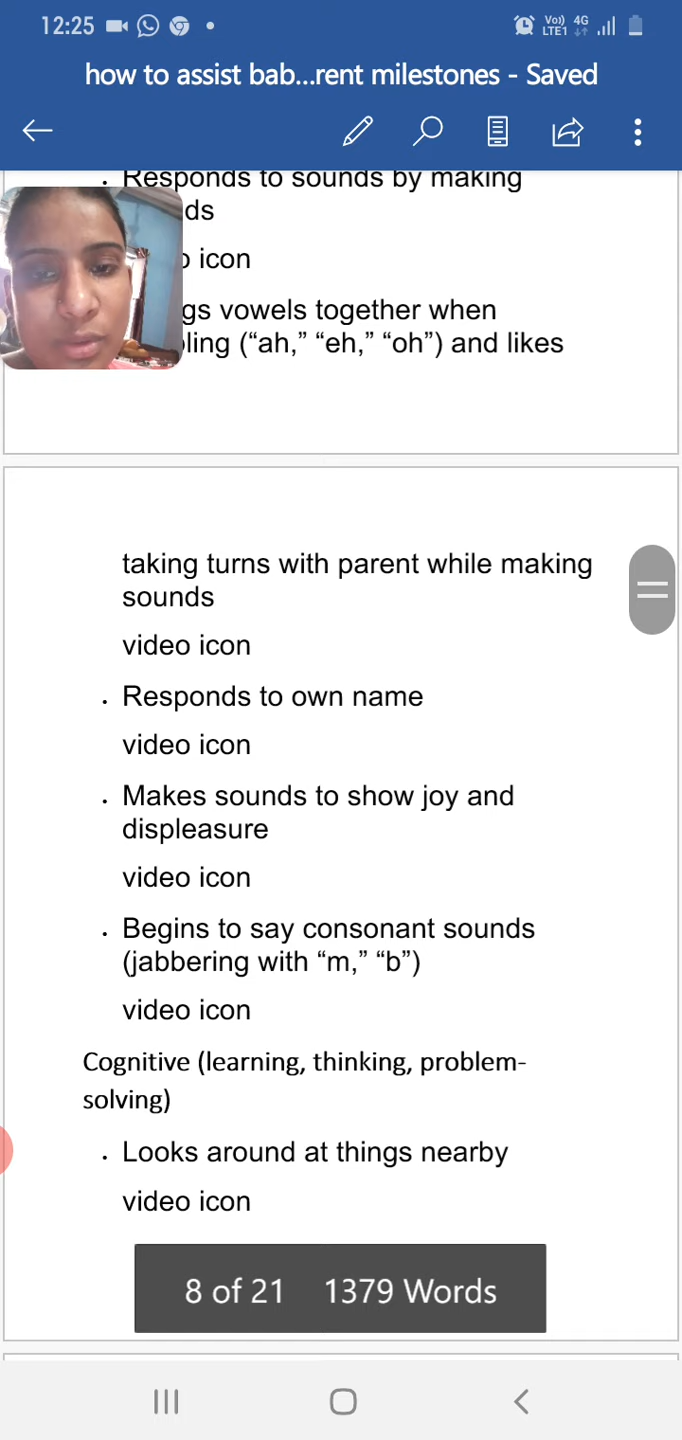 12:25
Vo)) 4G
LTE1
how to assist bab...rent milestones - Saved
Responds to sounds by making
ds
icon
gs vowels together when
ling (“ah,” “eh,” “oh”) and likes
taking turns with parent while making
sounds
video icon
• Responds to own name
video icon
• Makes sounds to show joy and
displeasure
video icon
• Begins to say consonant sounds
(jabbering with “m,” “b”)
video icon
Cognitive (learning, thinking, problem-
solving)
• Looks around at things nearby
video icon
8 of 21 1379 Words